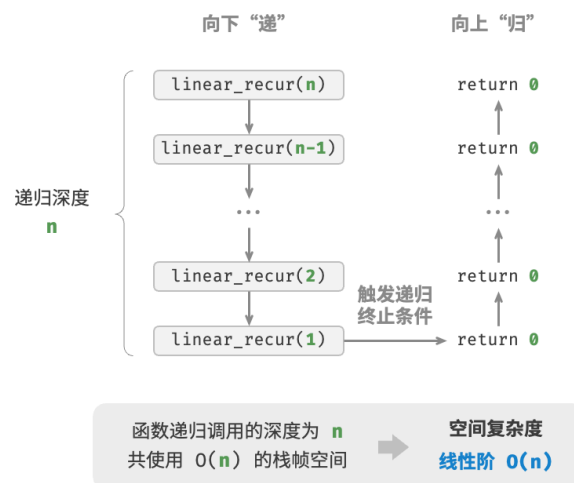 向下“递”
向上“归”
linear_recur(n)
return 0
linear_recur(n-1)
return 0
递归深度
n
...
...
linear_recur(2)
return 0
触发递归
终止条件
linear_recur(1)
return 0
函数递归调用的深度为 n
共使用 O(n) 的栈帧空间
空间复杂度
线性阶 O(n)